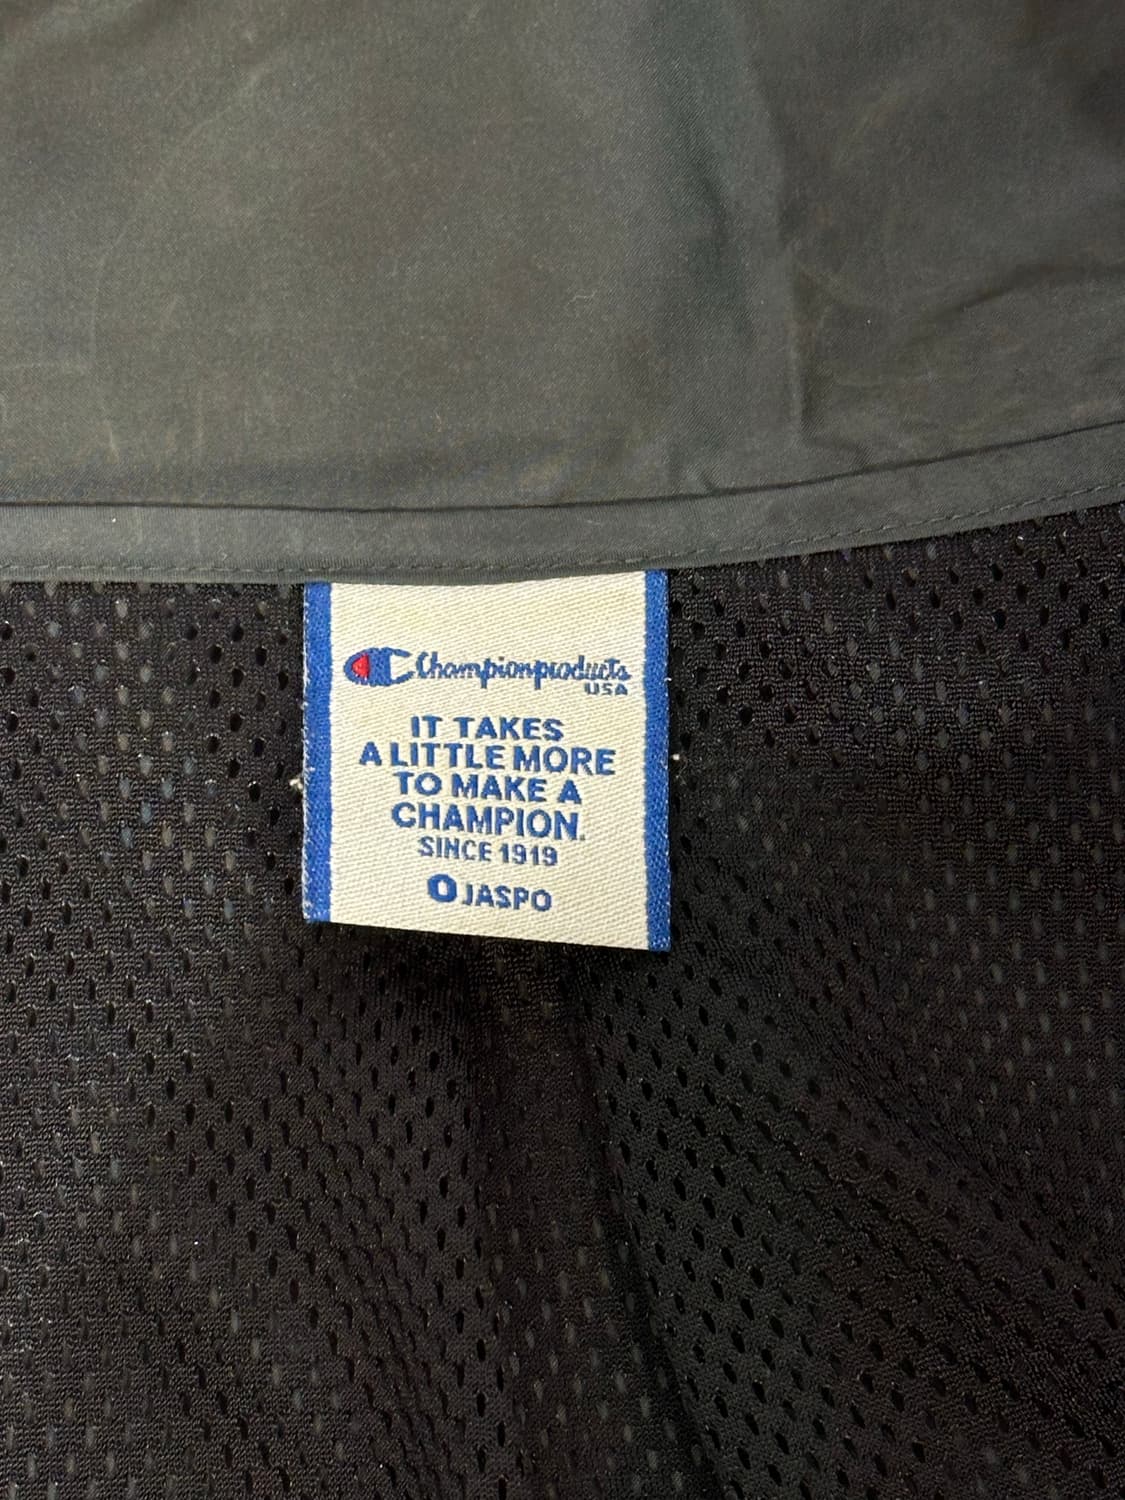 Championproducts
USA
IT TAKES
A LITTLE MORE
TO MAKE A
CHAMPION.
SINCE 1919
O JASPO